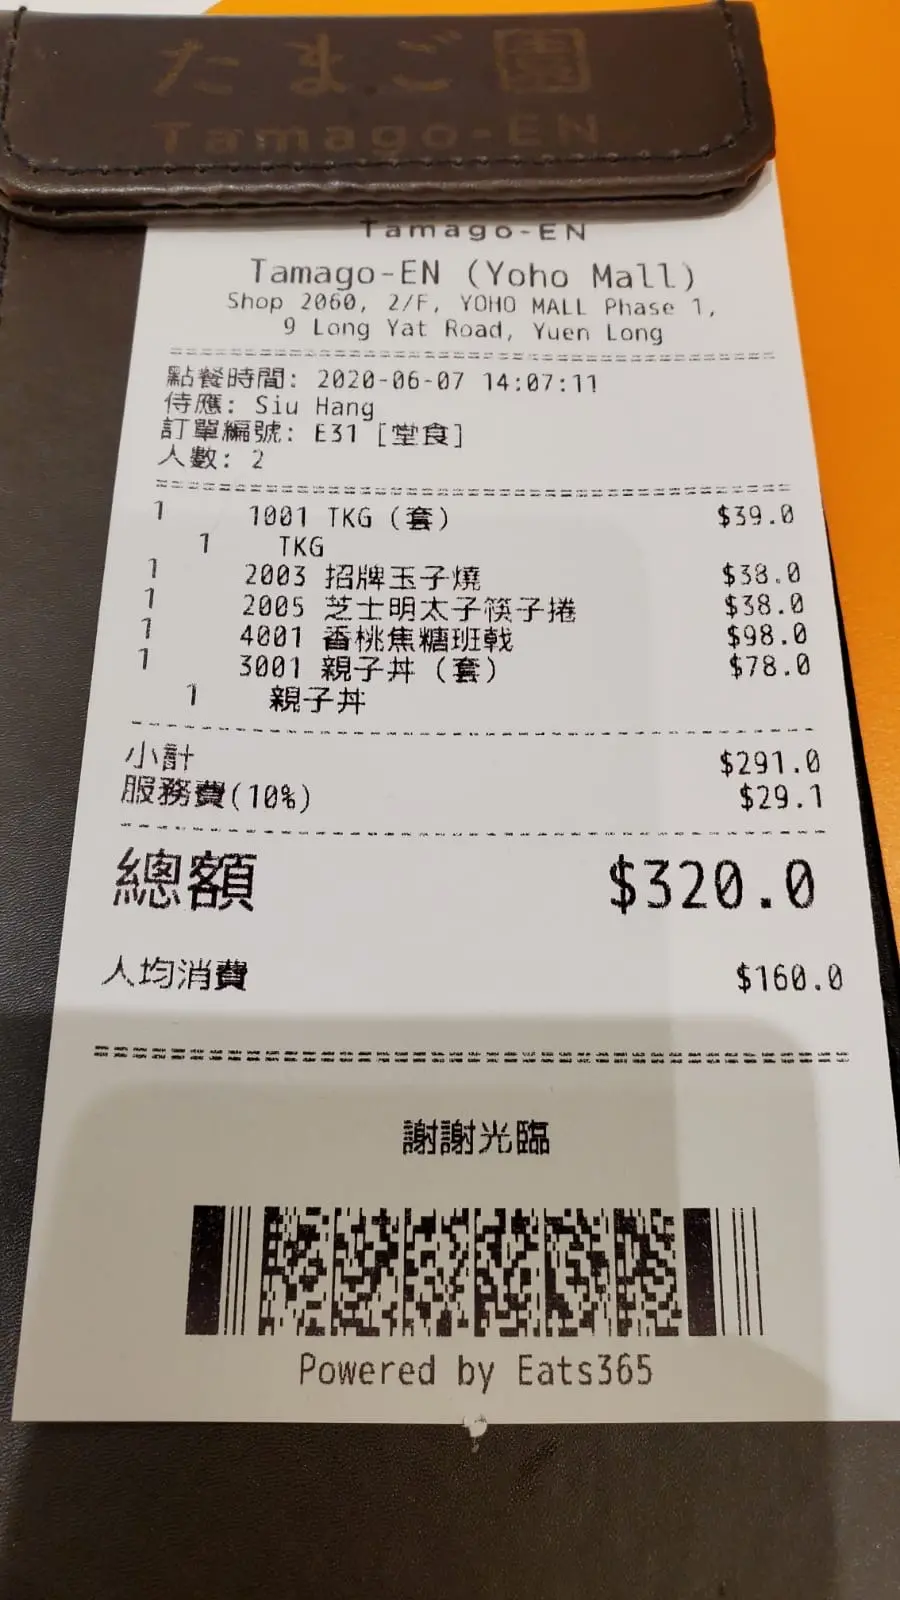 たまご園
Tamago-EN
Tamago-EN
Tamago-EN (Yoho Mall)
Shop 2060, 2/F, YOHO MALL Phase 1,
9 Long Yat Road, Yuen Long
點餐時間: 2020-06-07 14:07:11
侍應: Siu Hang
訂單編號: E31 [堂食]
人數: 2
1 1001 TKG (套) $39.0
1 TKG
1 2003 招牌玉子燒 $38.0
1 2005 芝士明太子筷子捲 $38.0
1 4001 香桃焦糖班戟 $98.0
1 3001 親子丼 (套) $78.0
1 親子丼
小計 $291.0
服務費(10%) $29.1
總額 $320.0
人均消費 $160.0
謝謝光臨
Powered by Eats365